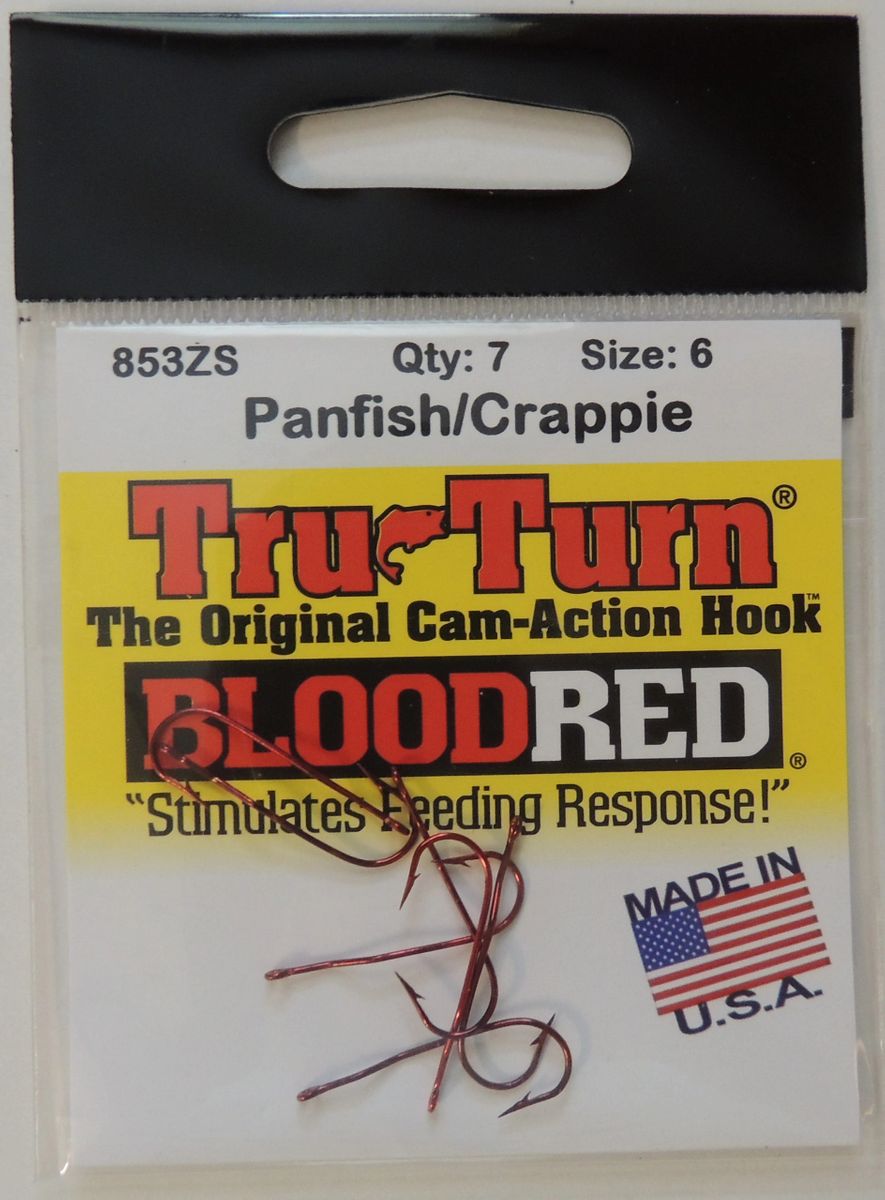 853ZS Qty: 7 Size: 6
Panfish/Crappie
Tru-Turn®
The Original Cam-Action Hook™
BLOODRED®
"Stimulates Feeding Response!"
MADE IN
U.S.A.